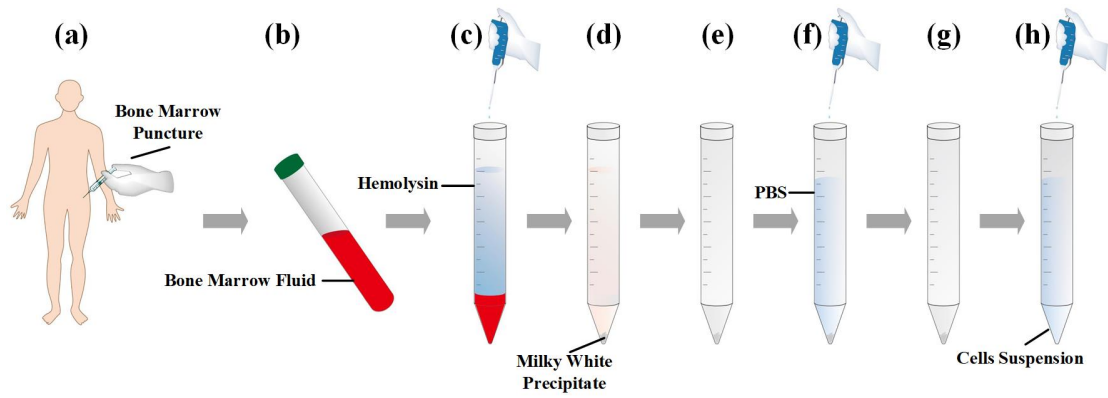 (a)
(b)
(c)
(d)
(e)
(f)
(g)
(h)
Bone Marrow
Puncture
Hemolysin
PBS
Bone Marrow Fluid
Milky White
Precipitate
Cells Suspension